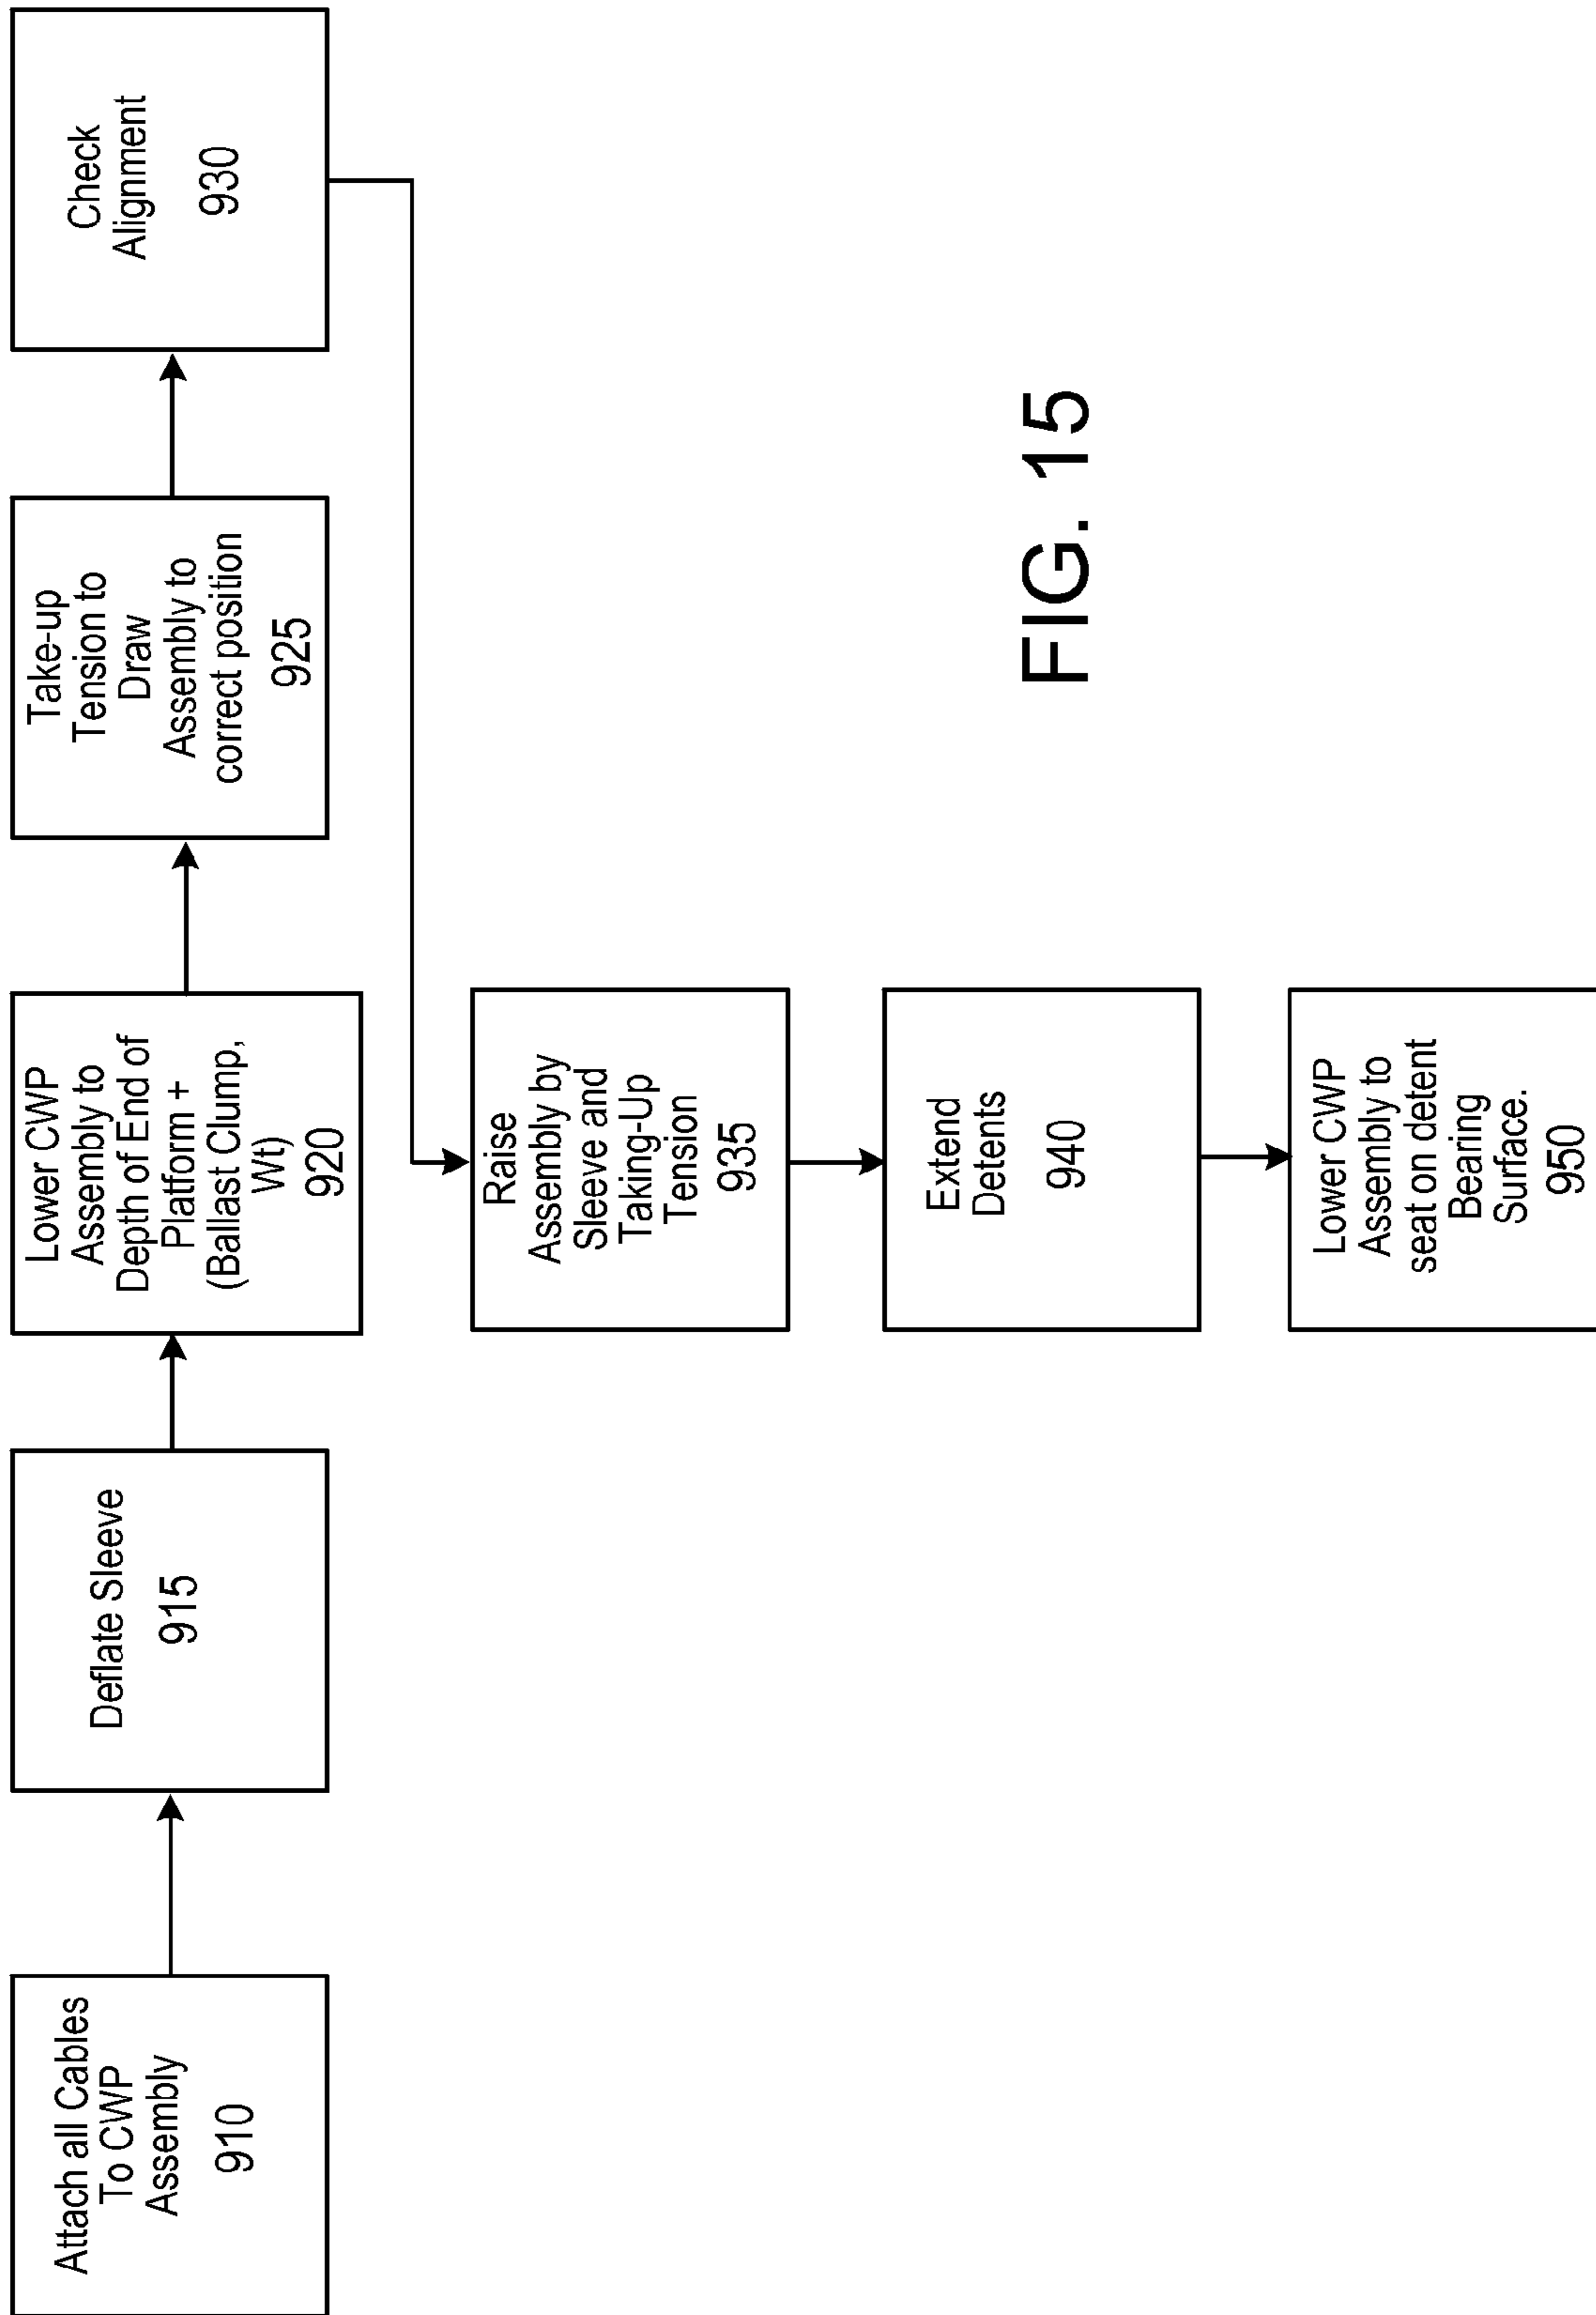 Attach all Cables
To CWP
Assembly
910
Deflate Sleeve
915
Lower CWP
Assembly to
Depth of End of
Platform +
(Ballast Clump,
Wt)
920
Take-up
Tension to
Draw
Assembly to
correct position
925
Check
Alignment
930
Raise
Assembly by
Sleeve and
Taking-Up
Tension
935
Extend
Detents
940
Lower CWP
Assembly to
seat on detent
Bearing
Surface.
950
FIG. 15